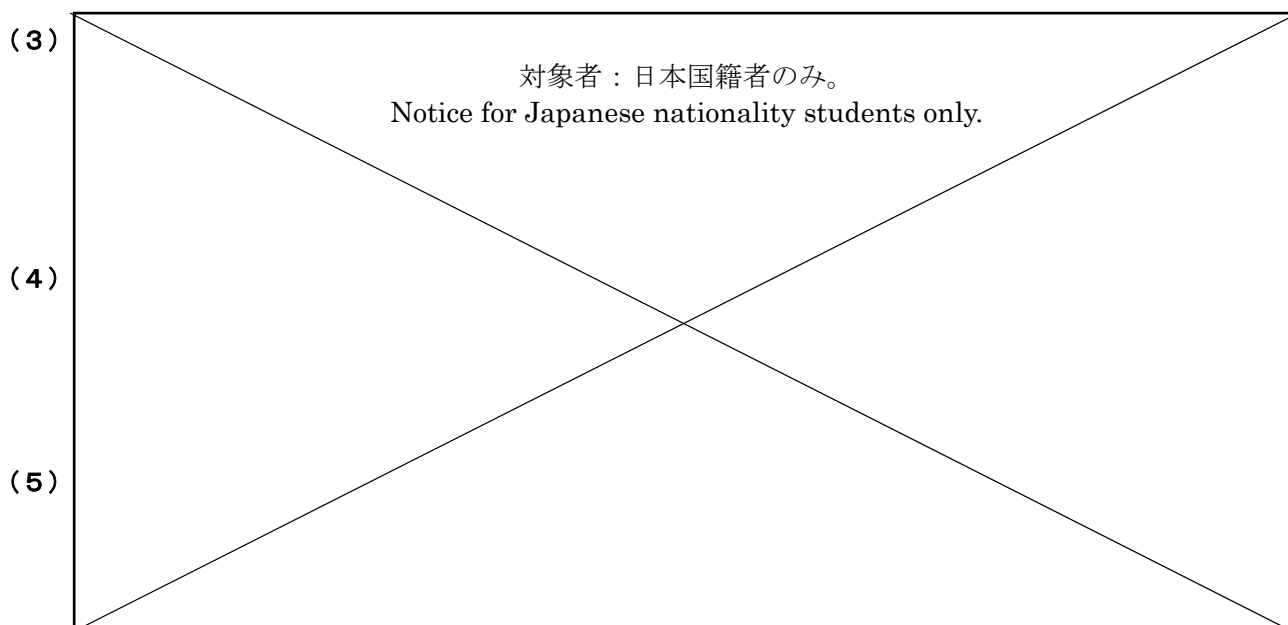 （3）
対象者：日本国籍者のみ。
Notice for Japanese nationality students only.
（4）
（5）